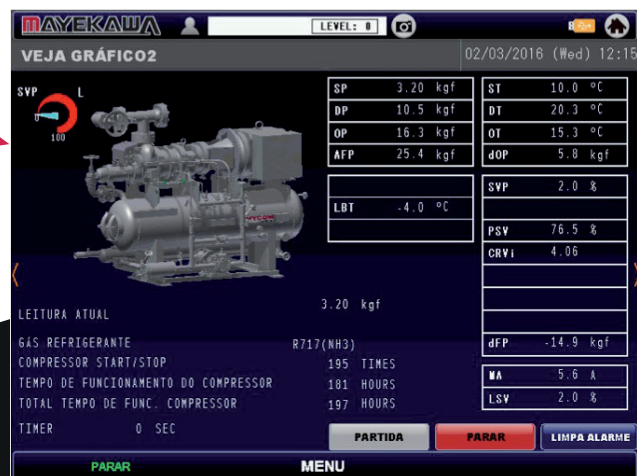 MAYEKAWA
LEVEL: 0
VEJA GRÁFICO2
02/03/2016 (Wed) 12:15
SVP L
0
100
SP 3.20 kgf
DP 10.5 kgf
OP 16.3 kgf
AFP 25.4 kgf
LBT -4.0 ºC
ST 10.0 ºC
DT 20.3 ºC
OT 15.3 ºC
dOP 5.8 kgf
SVP 2.0 %
PSV 76.5 %
CRVi 4.06
dFP -14.9 kgf
MA 5.6 A
LSV 2.0 %
MYCOM
LEITURA ATUAL 3.20 kgf
GÁS REFRIGERANTE R717(NH3)
COMPRESSOR START/STOP 195 TIMES
TEMPO DE FUNCIONAMENTO DO COMPRESSOR 181 HOURS
TOTAL TEMPO DE FUNC. COMPRESSOR 197 HOURS
TIMER 0 SEC
PARTIDA PARAR LIMPA ALARME
PARAR MENU